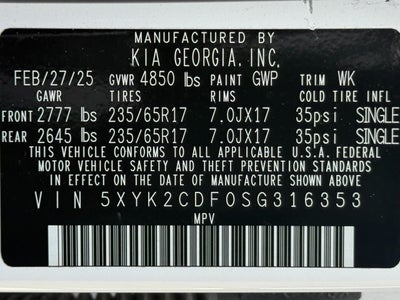 MANUFACTURED BY
KIA GEORGIA, INC,
FEB/27/25 GVWR 4850 lbs PAINT GWP TRIM WK
GAWR TIRES RIMS COLD TIRE INFL
FRONT 2777 lbs 235/65R17 7.0JX17 35psi SINGLE
REAR 2645 lbs 235/65R17 7.0JX17 35psi SINGLE
THIS VEHICLE CONFORMS TO ALL APPLICABLE U.S.A. FEDERAL
MOTOR VEHICLE SAFETY AND THEFT PREVENTION STANDARDS
IN EFFECT ON THE DATE OF MANUFACTURE SHOWN ABOVE
VIN 5XYK2CDF0SG316353
MPV